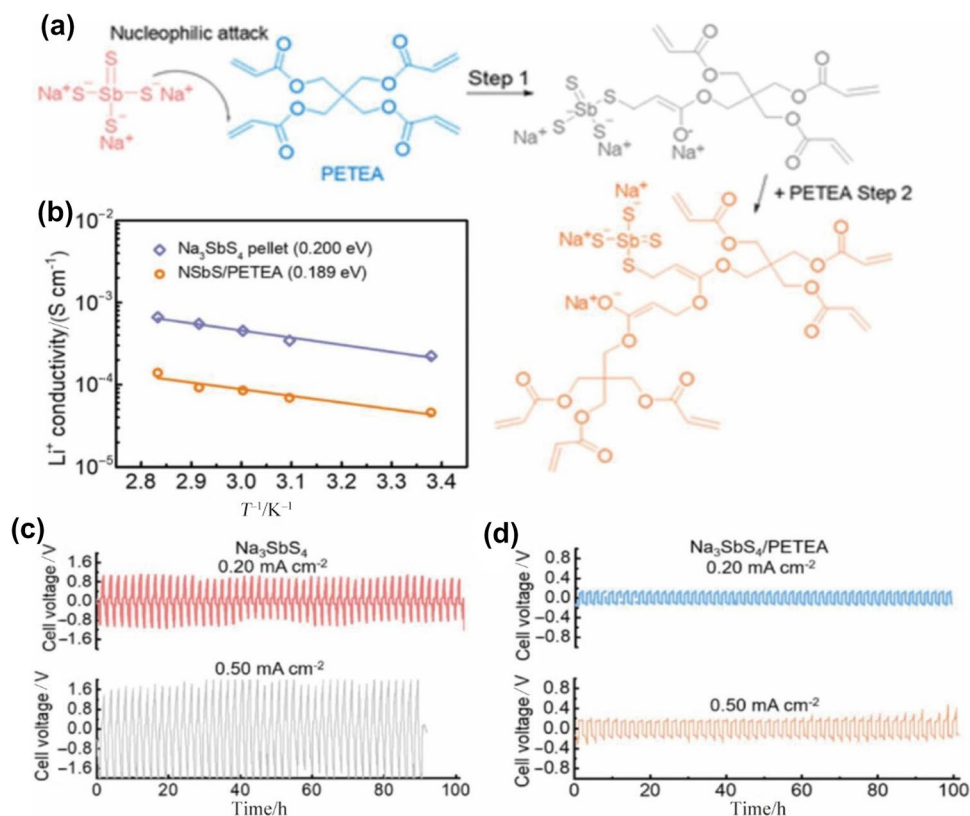 (a)
Nucleophilic attack
S
Na⁺S⁻ Sb S⁻Na⁺
S⁻
Na⁺
O O
O O
O O
O O
PETEA
Step 1
S S
Sb
Na⁺ S⁻ S⁻
Na⁺
O O O O
O⁻ O
Na⁺ O
O
+ PETEA Step 2
Na⁺
S⁻
Na⁺S⁻ Sb=S
S
O O O O
Na⁺O⁻ O O
O O O
O O O
O
O O
(b)
10⁻²
10⁻³
10⁻⁴
10⁻⁵
Li⁺ conductivity/(S cm⁻¹)
Na₃SbS₄ pellet (0.200 eV)
NSbS/PETEA (0.189 eV)
2.8 2.9 3.0 3.1 3.2 3.3 3.4
T⁻¹/K⁻¹
(c)
Na₃SbS₄
0.20 mA cm⁻²
Cell voltage/V
1.6
0.8
0.0
−0.8
−1.6
0.50 mA cm⁻²
Cell voltage/V
1.6
0.8
0.0
−0.8
−1.6
0 20 40 60 80 100
Time/h
(d)
Na₃SbS₄/PETEA
0.20 mA cm⁻²
Cell voltage/V
0.8
0.4
0.0
−0.4
−0.8
0.50 mA cm⁻²
Cell voltage/V
0.8
0.4
0.0
−0.4
−0.8
0 20 40 60 80 100
Time/h